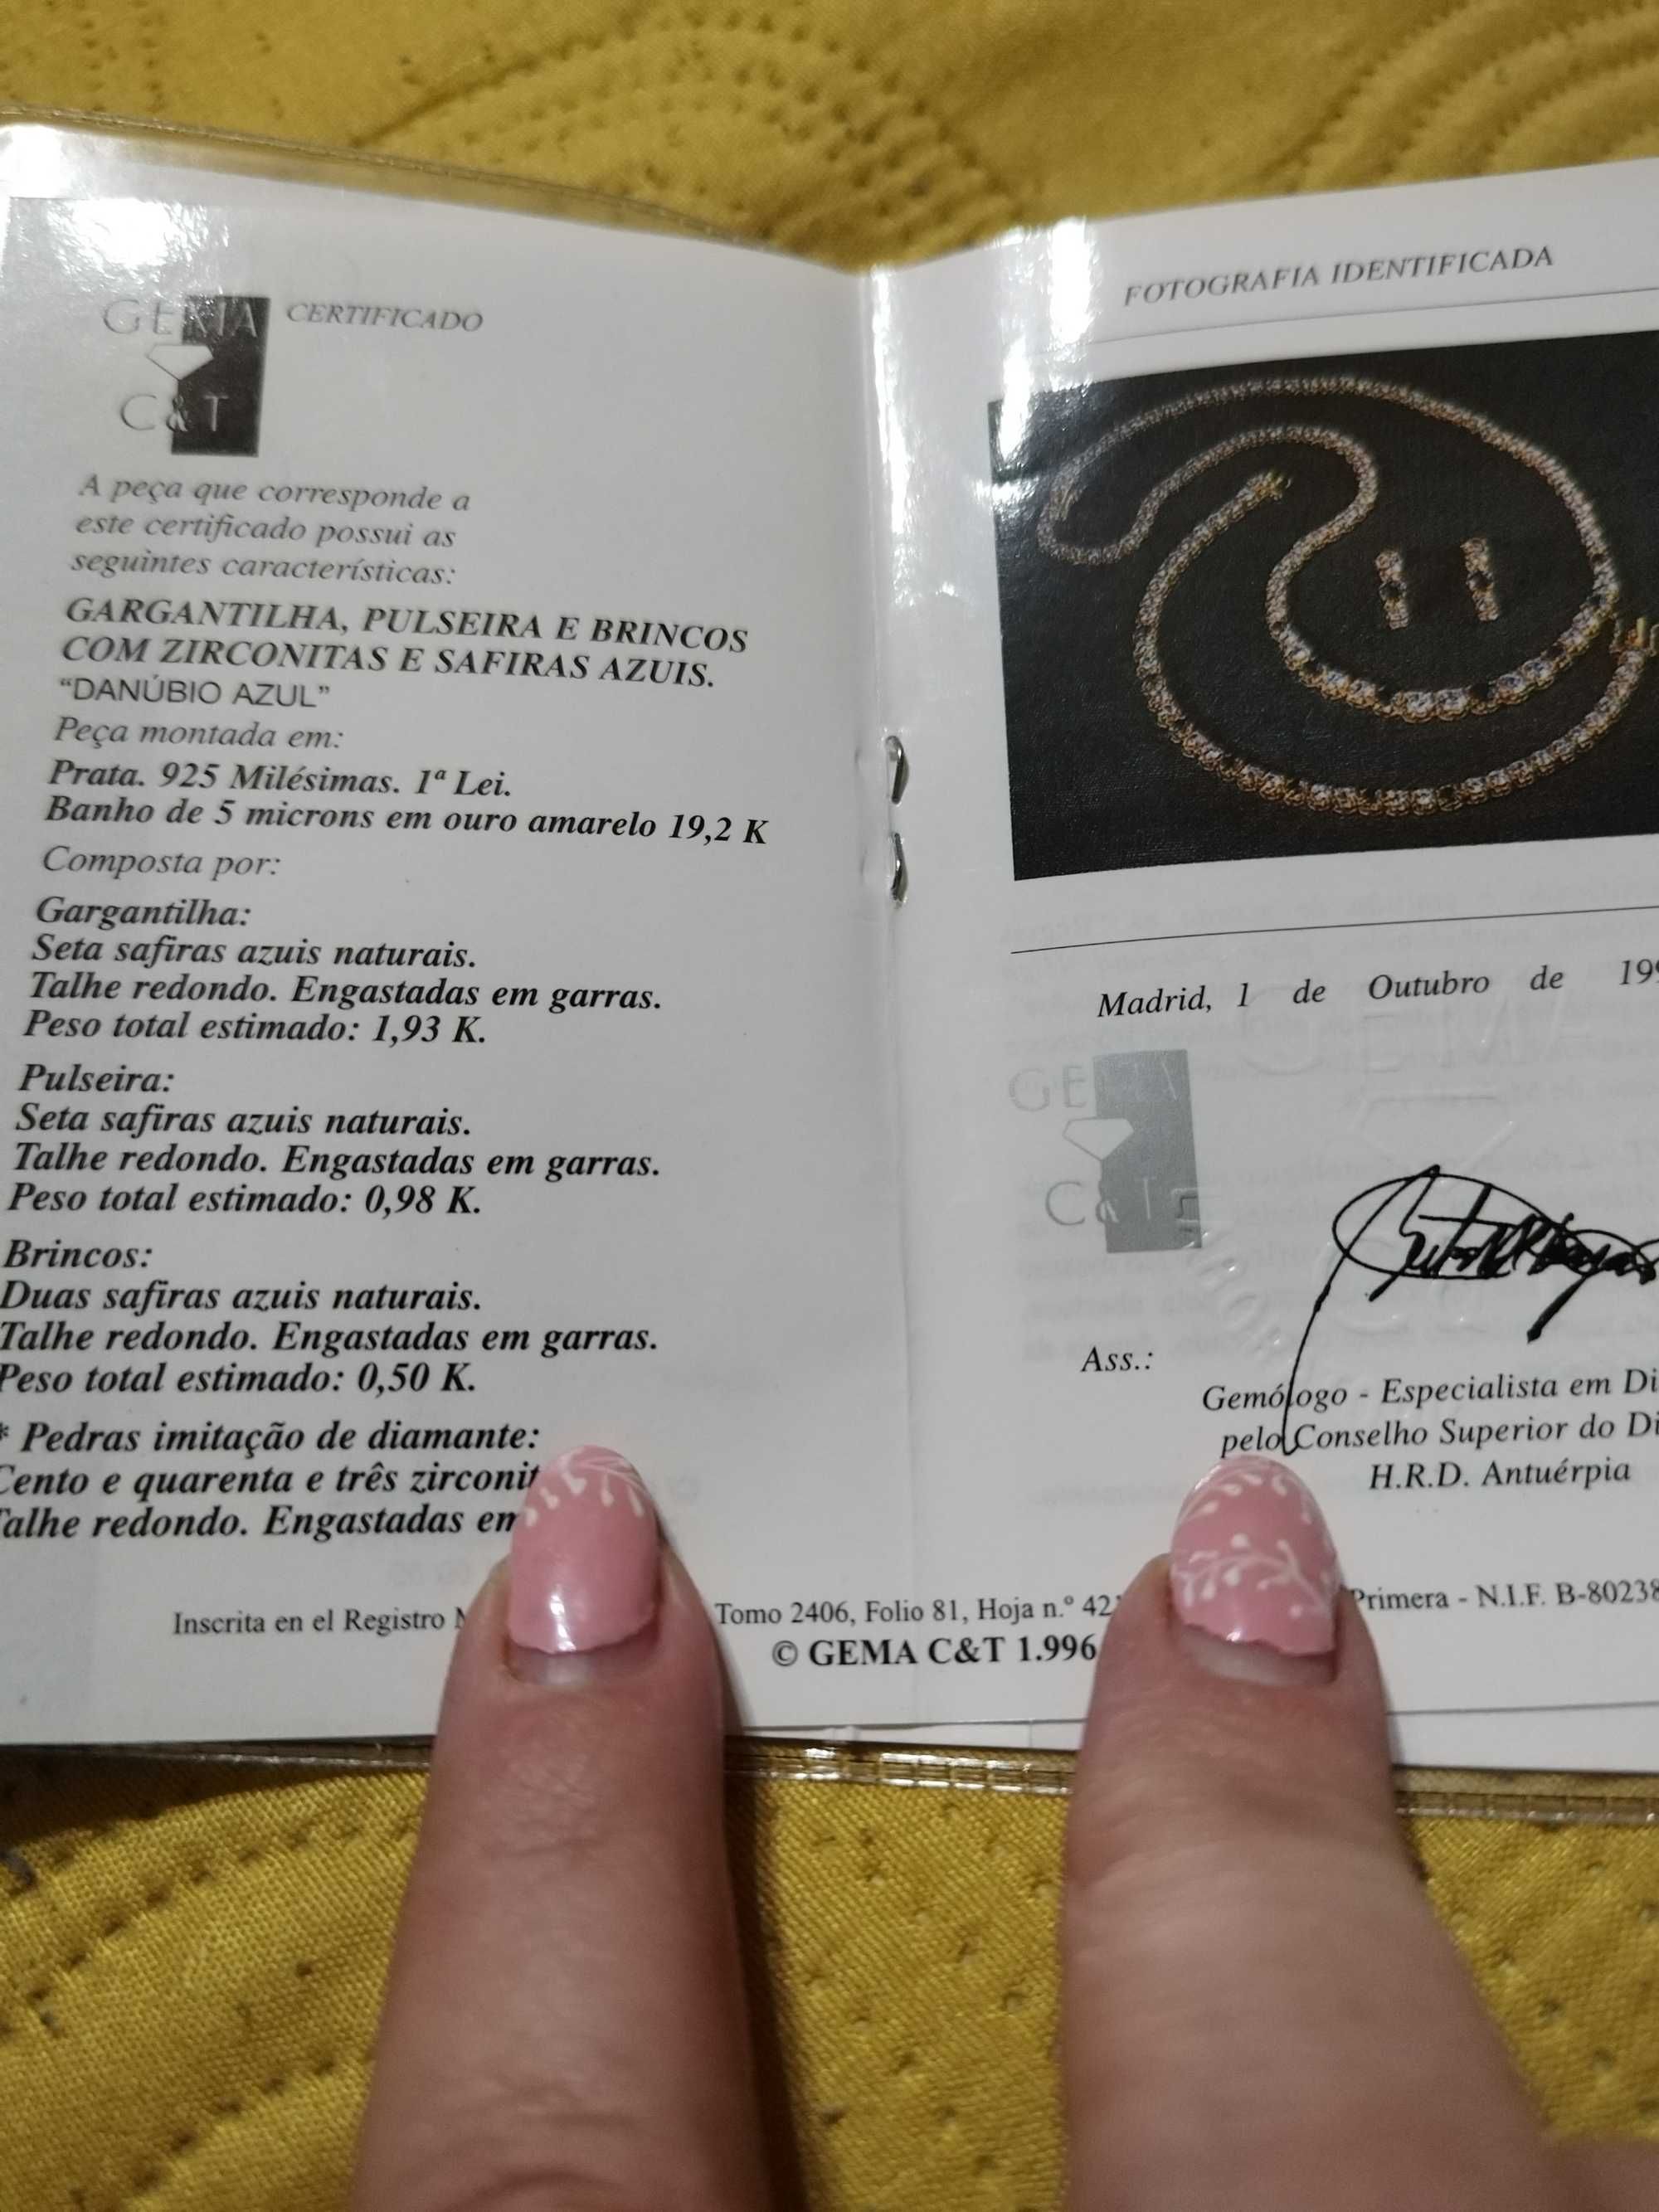 GEMA CERTIFICADO
C&T
A peça que corresponde a
este certificado possui as
seguintes características:
GARGANTILHA, PULSEIRA E BRINCOS
COM ZIRCONITAS E SAFIRAS AZUIS.
“DANÚBIO AZUL”
Peça montada em:
Prata. 925 Milésimas. 1ª Lei.
Banho de 5 microns em ouro amarelo 19,2 K
Composta por:
Gargantilha:
Seta safiras azuis naturais.
Talhe redondo. Engastadas em garras.
Peso total estimado: 1,93 K.
Pulseira:
Seta safiras azuis naturais.
Talhe redondo. Engastadas em garras.
Peso total estimado: 0,98 K.
Brincos:
Duas safiras azuis naturais.
Talhe redondo. Engastadas em garras.
Peso total estimado: 0,50 K.
* Pedras imitação de diamante:
Cento e quarenta e três
Talhe redondo. Engastadas em
FOTOGRAFIA IDENTIFICADA
Madrid, 1 de Outubro de
GEMA
C&T
Ass.:
Gemólogo - Especialista em
pelo Conselho Superior do
H.R.D. Antuérpia
Inscrita en el Registro Tomo 2406, Folio 81, Hoja n.º Primera - N.I.F.
© GEMA C&T 1.996